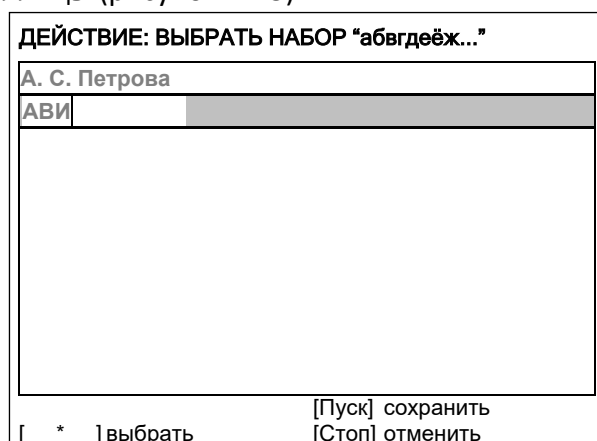 ДЕЙСТВИЕ: ВЫБРАТЬ НАБОР “абвгдеёж...”
А. С. Петрова
АВИ
[Пуск] сохранить
[ * ] выбрать [Стоп] отменить